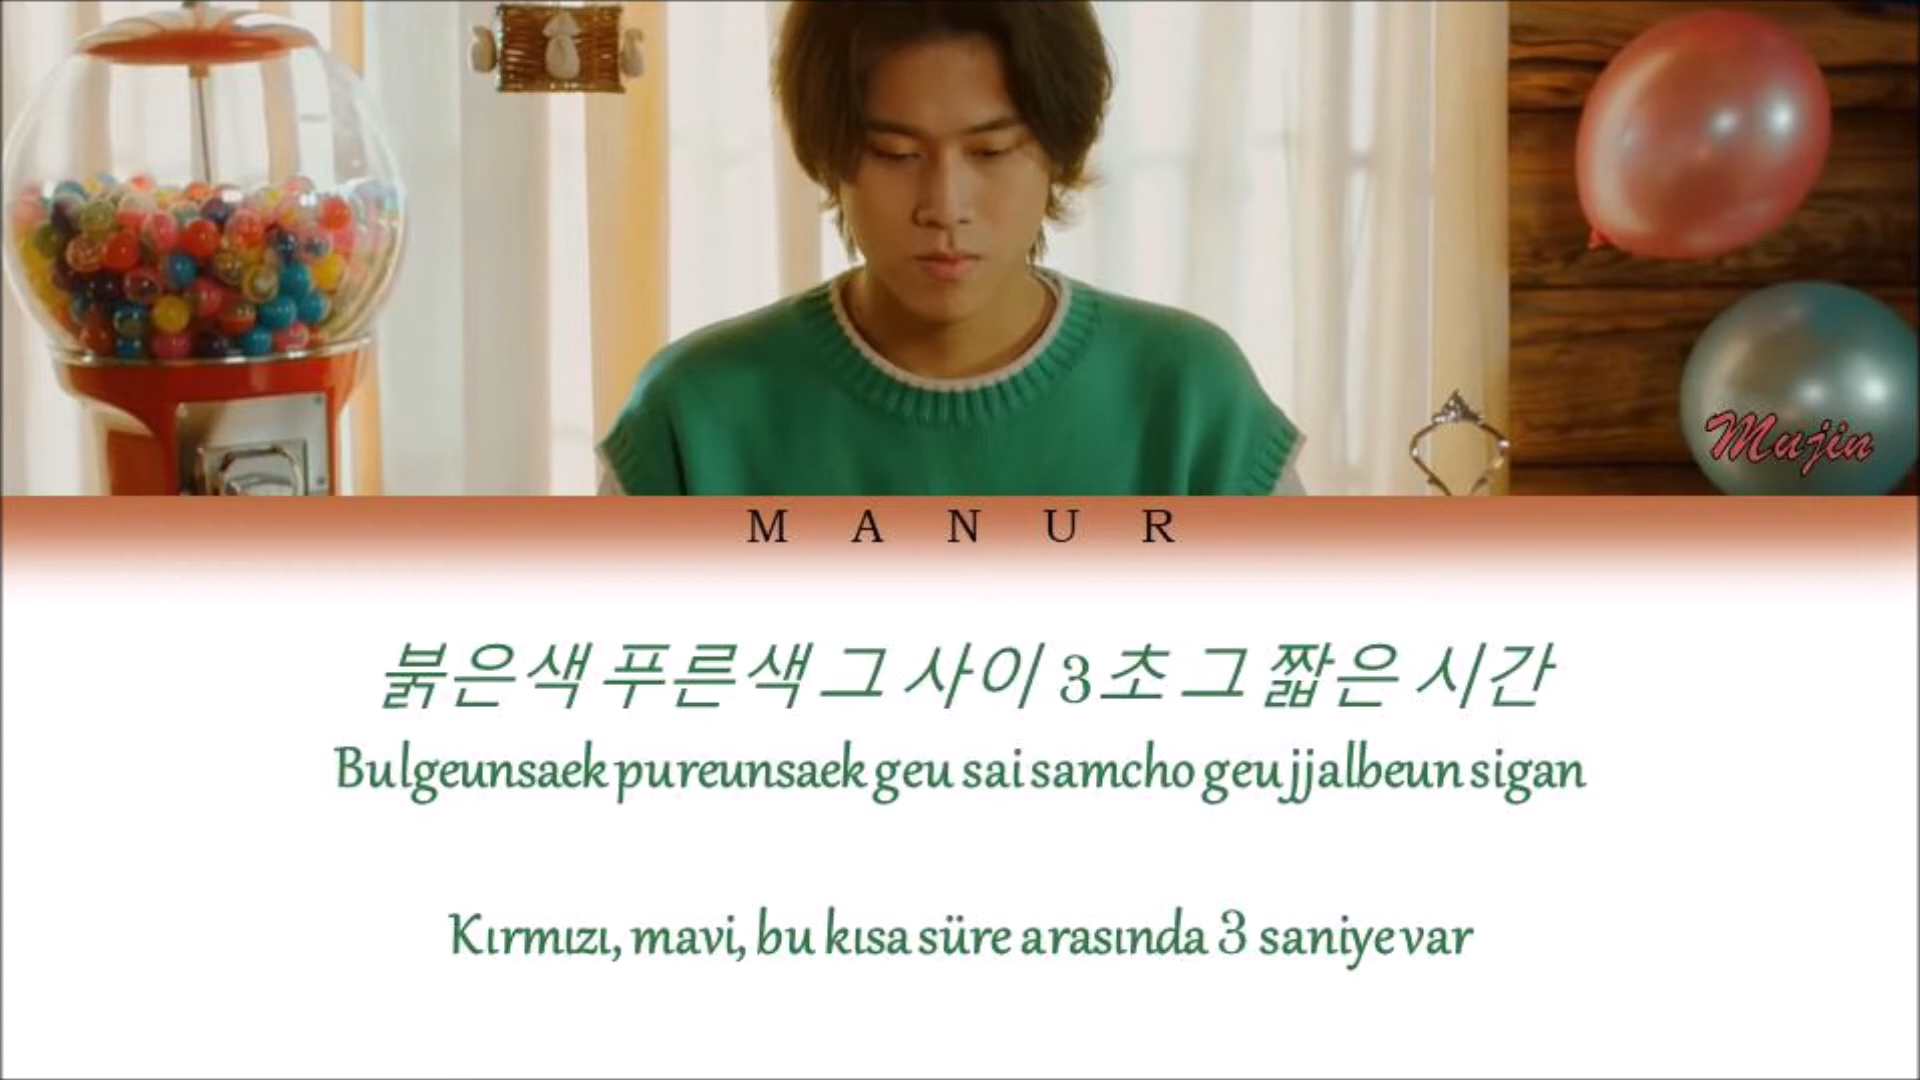 Mujin
M A N U R
붉은색 푸른색 그 사이 3초 그 짧은 시간
Bulgeunsaek pureunsaek geu sai samcho geu jjalbeun sigan
Kırmızı, mavi, bu kısa süre arasında 3 saniye var